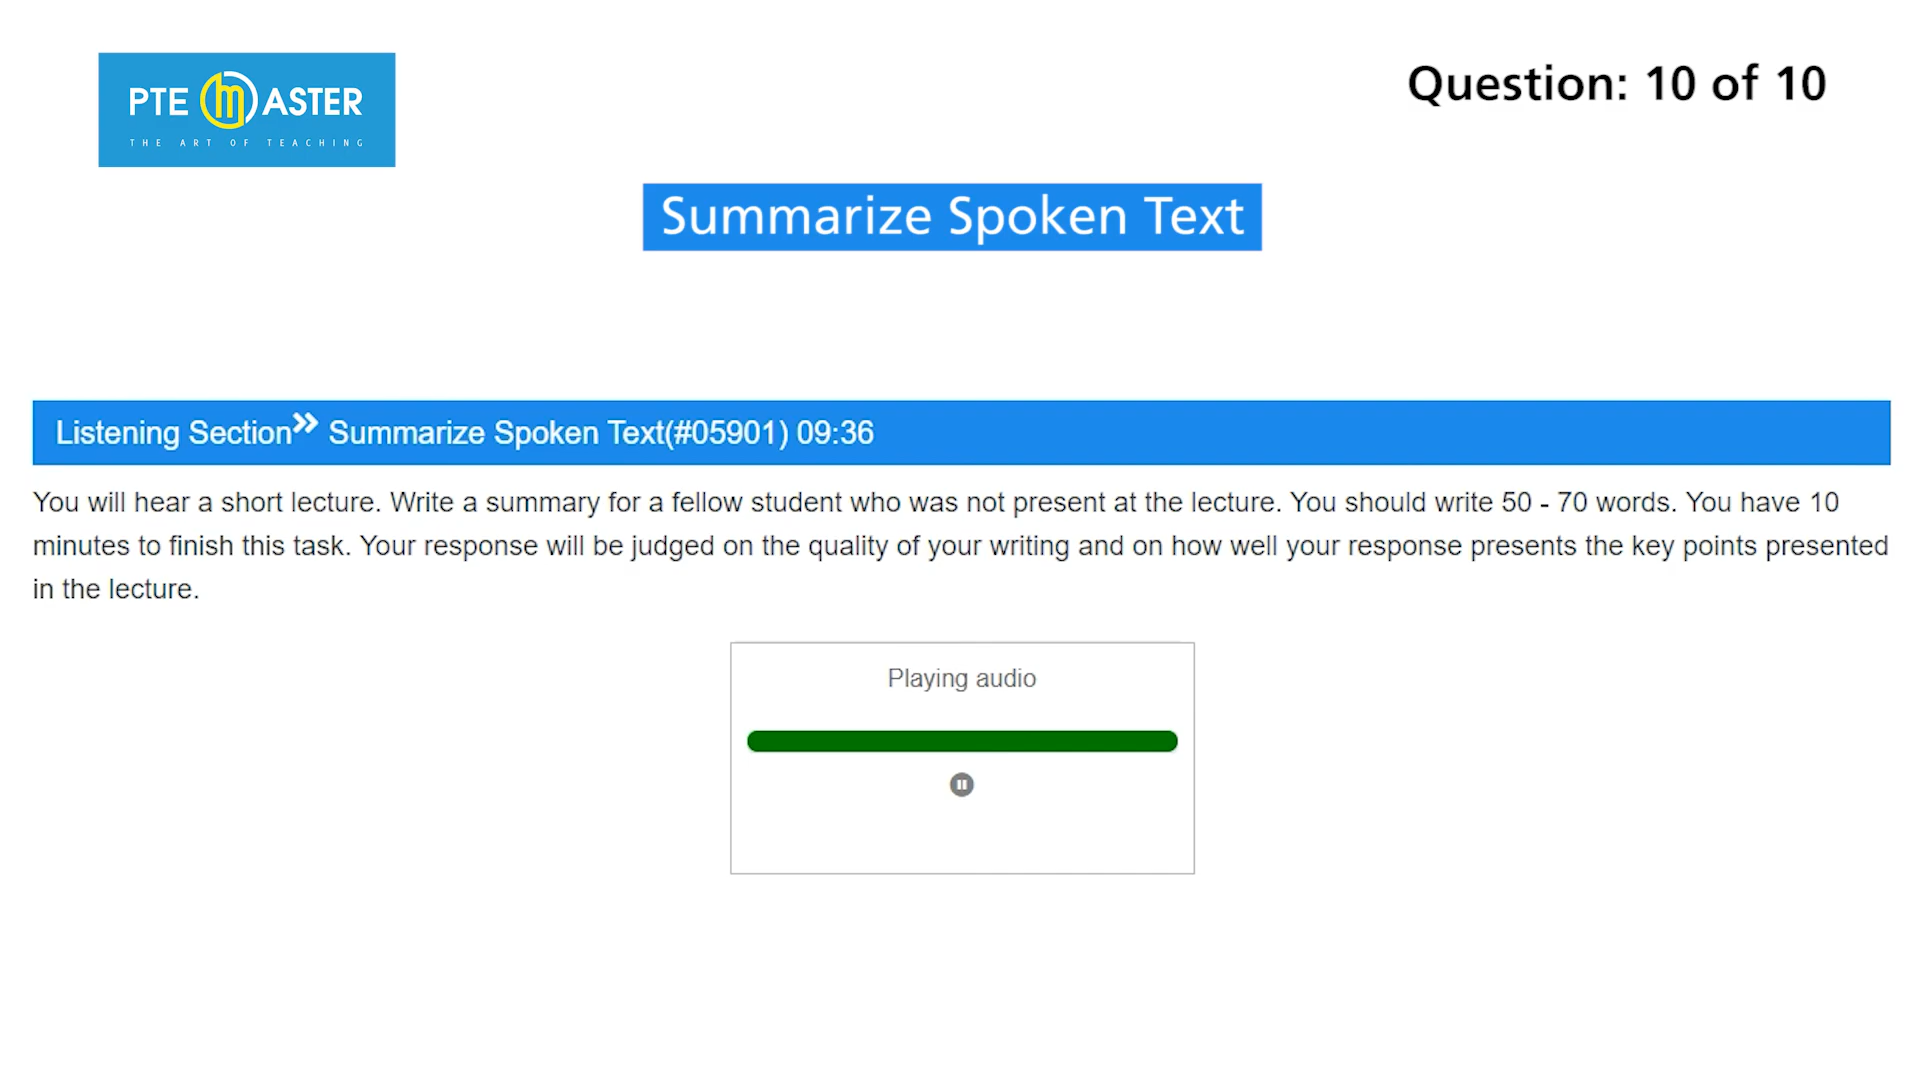 PTE MASTER
THE ART OF TEACHING
Question: 10 of 10
Summarize Spoken Text
Listening Section» Summarize Spoken Text(#05901) 09:36
You will hear a short lecture. Write a summary for a fellow student who was not present at the lecture. You should write 50 - 70 words. You have 10
minutes to finish this task. Your response will be judged on the quality of your writing and on how well your response presents the key points presented
in the lecture.
Playing audio